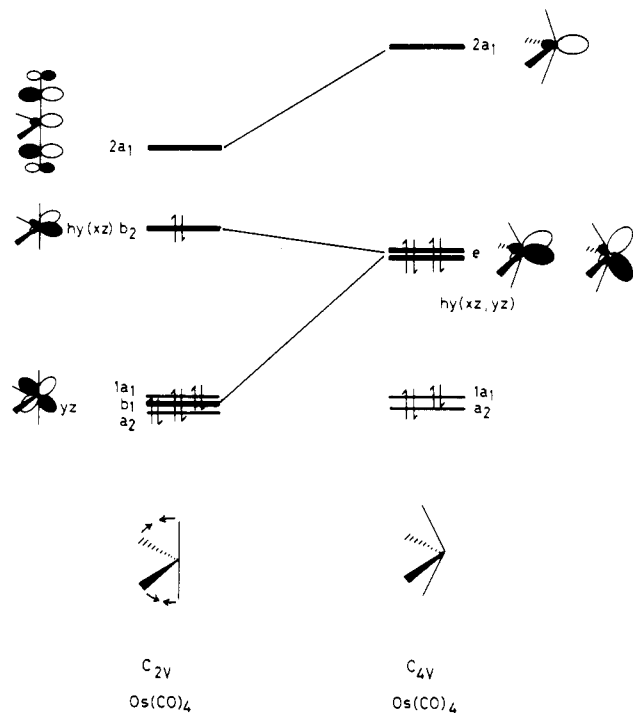 2a₁
2a₁
hy(xz) b₂
e
hy(xz, yz)
1a₁
b₁
a₂
yz
1a₁
a₂
C₂V
C₄V
Os(CO)₄
Os(CO)₄